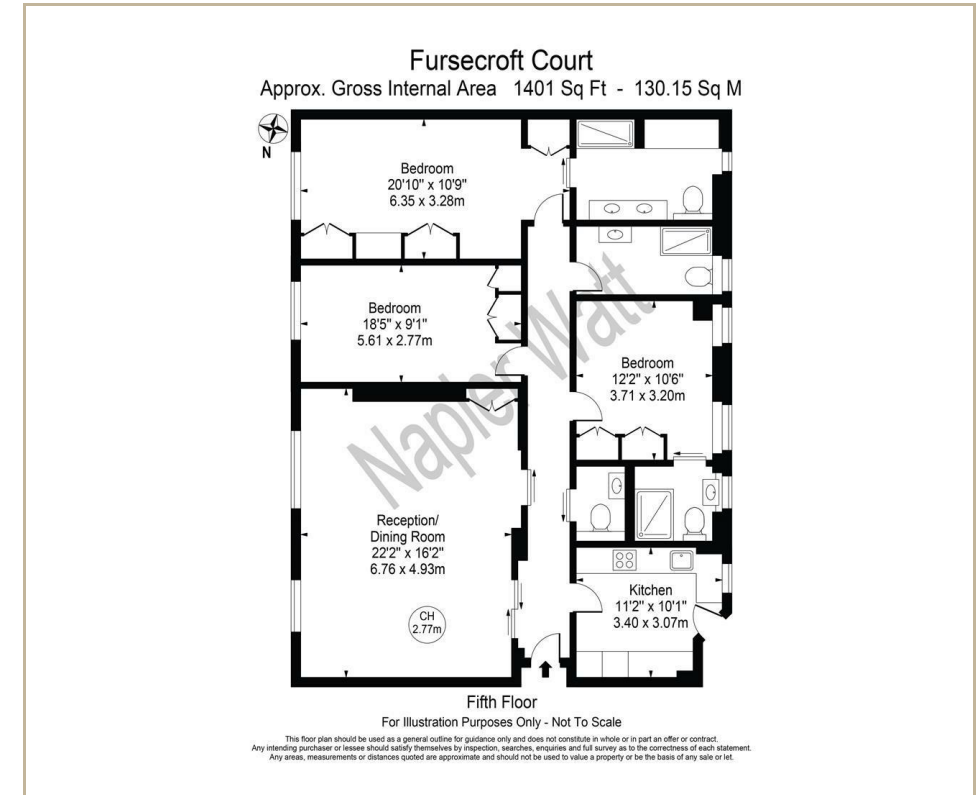 Fursecroft Court
Approx. Gross Internal Area 1401 Sq Ft - 130.15 Sq M
N
Bedroom
20'10" x 10'9"
6.35 x 3.28m
Bedroom
18'5" x 9'1"
5.61 x 2.77m
Bedroom
12'2" x 10'6"
3.71 x 3.20m
Napier Watt
Reception/
Dining Room
22'2" x 16'2"
6.76 x 4.93m
CH
2.77m
Kitchen
11'2" x 10'1"
3.40 x 3.07m
Fifth Floor
For Illustration Purposes Only - Not To Scale
This floor plan should be used as a general outline for guidance only and does not constitute in whole or in part an offer or contract.
Any intending purchaser or lessee should satisfy themselves by inspection, searches, enquiries and full survey as to the correctness of each statement.
Any areas, measurements or distances quoted are approximate and should not be used to value a property or be the basis of any sale or let.